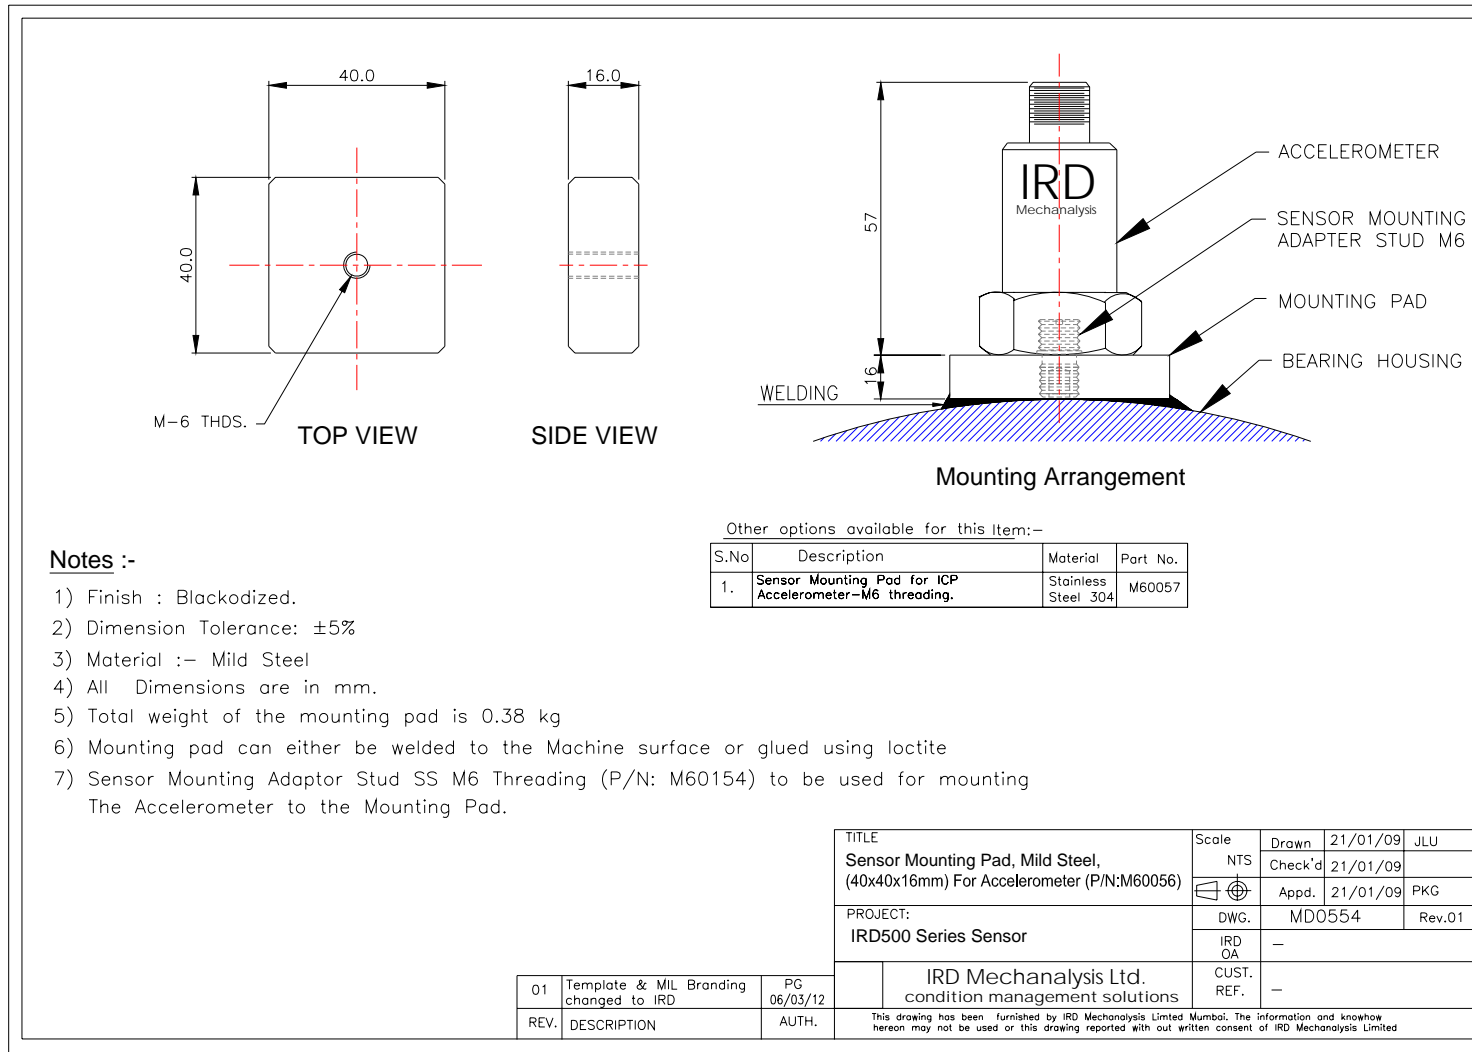 40.0
16.0
40.0
M-6 THDS.
TOP VIEW
SIDE VIEW
57
16
IRD
Mechanalysis
ACCELEROMETER
SENSOR MOUNTING
ADAPTER STUD M6
MOUNTING PAD
BEARING HOUSING
WELDING
Mounting Arrangement
Other options available for this Item:-
S.No Description Material Part No.
1. Sensor Mounting Pad for ICP
Accelerometer-M6 threading.
Stainless
Steel 304
M60057
Notes :-
1) Finish : Blackodized.
2) Dimension Tolerance: ±5%
3) Material :- Mild Steel
4) All Dimensions are in mm.
5) Total weight of the mounting pad is 0.38 kg
6) Mounting pad can either be welded to the Machine surface or glued using loctite
7) Sensor Mounting Adaptor Stud SS M6 Threading (P/N: M60154) to be used for mounting
The Accelerometer to the Mounting Pad.
TITLE
Sensor Mounting Pad, Mild Steel,
(40x40x16mm) For Accelerometer (P/N:M60056)
Scale
NTS
Drawn 21/01/09 JLU
Check'd 21/01/09
Appd. 21/01/09 PKG
PROJECT:
IRD500 Series Sensor
DWG. MD0554 Rev.01
IRD
OA
-
IRD Mechanalysis Ltd.
condition management solutions
CUST.
REF.
-
01 Template & MIL Branding
changed to IRD
PG
06/03/12
REV. DESCRIPTION AUTH.
This drawing has been furnished by IRD Mechanalysis Limted Mumbai. The information and knowhow
hereon may not be used or this drawing reported with out written consent of IRD Mechanalysis Limited